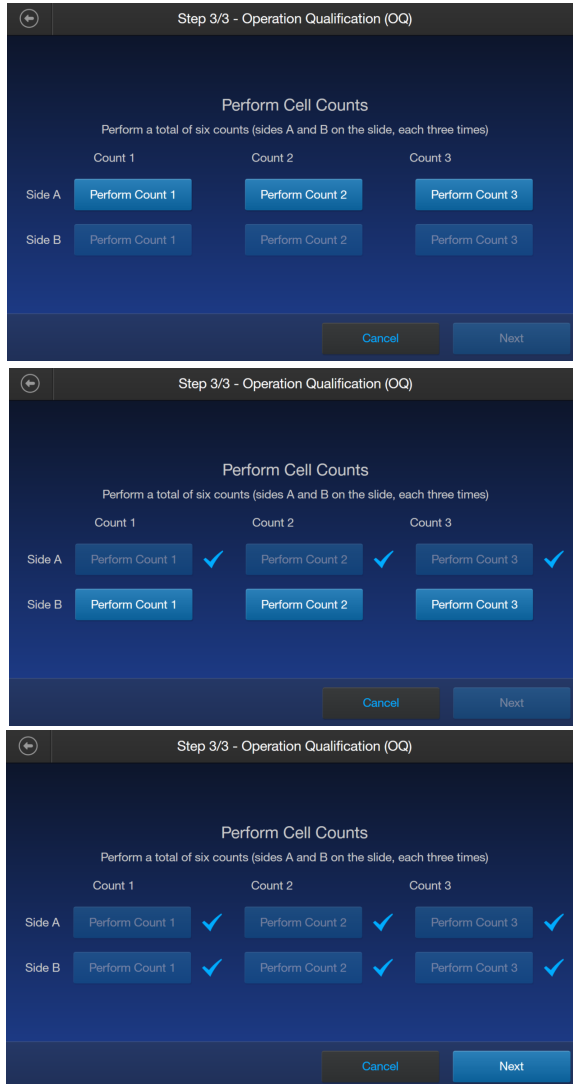 Step 3/3 - Operation Qualification (OQ)
Perform Cell Counts
Perform a total of six counts (sides A and B on the slide, each three times)
Count 1 Count 2 Count 3
Side A Perform Count 1 Perform Count 2 Perform Count 3
Side B Perform Count 1 Perform Count 2 Perform Count 3
Cancel Next
Step 3/3 - Operation Qualification (OQ)
Perform Cell Counts
Perform a total of six counts (sides A and B on the slide, each three times)
Count 1 Count 2 Count 3
Side A Perform Count 1 Perform Count 2 Perform Count 3
Side B Perform Count 1 Perform Count 2 Perform Count 3
Cancel Next
Step 3/3 - Operation Qualification (OQ)
Perform Cell Counts
Perform a total of six counts (sides A and B on the slide, each three times)
Count 1 Count 2 Count 3
Side A Perform Count 1 Perform Count 2 Perform Count 3
Side B Perform Count 1 Perform Count 2 Perform Count 3
Cancel Next